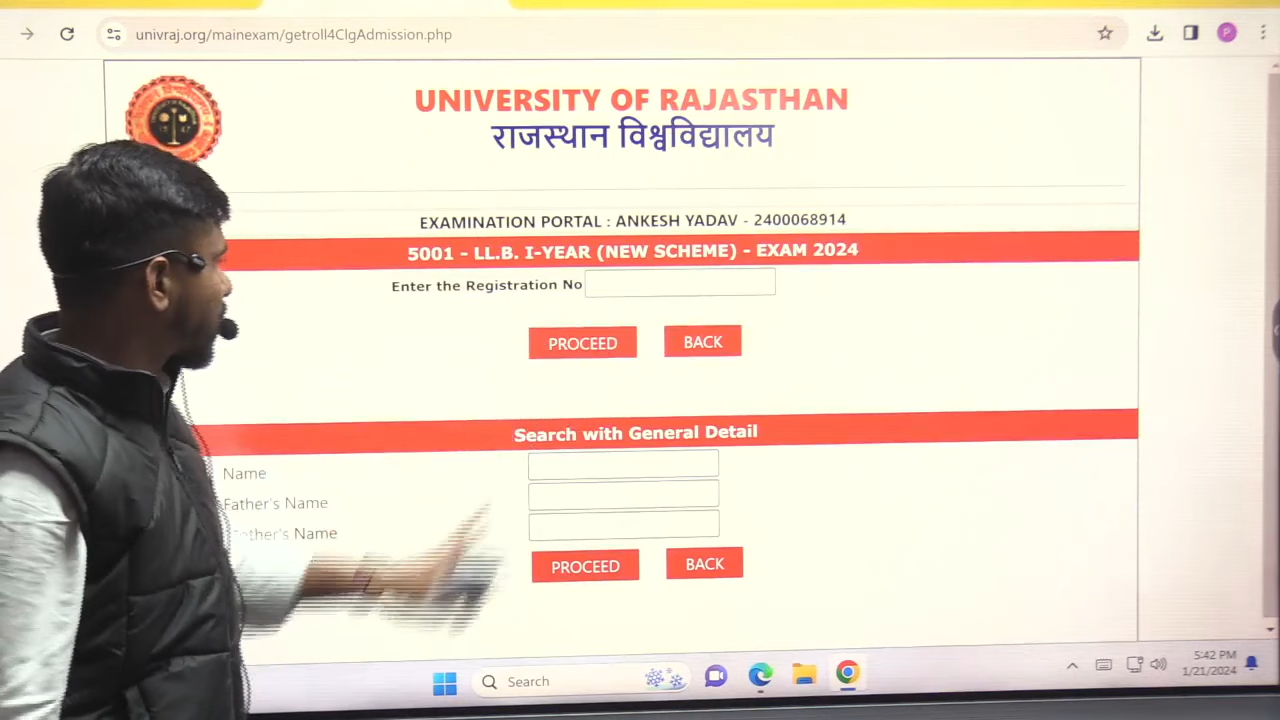 univraj.org/mainexam/getroll4ClgAdmission.php
P
UNIVERSITY OF RAJASTHAN
राजस्थान विश्वविद्यालय
EXAMINATION PORTAL : ANKESH YADAV - 2400068914
5001 - LL.B. I-YEAR (NEW SCHEME) - EXAM 2024
Enter the Registration No
PROCEED BACK
Search with General Detail
Name
Father's Name
Mother's Name
PROCEED BACK
Search
5:42 PM
1/21/2024